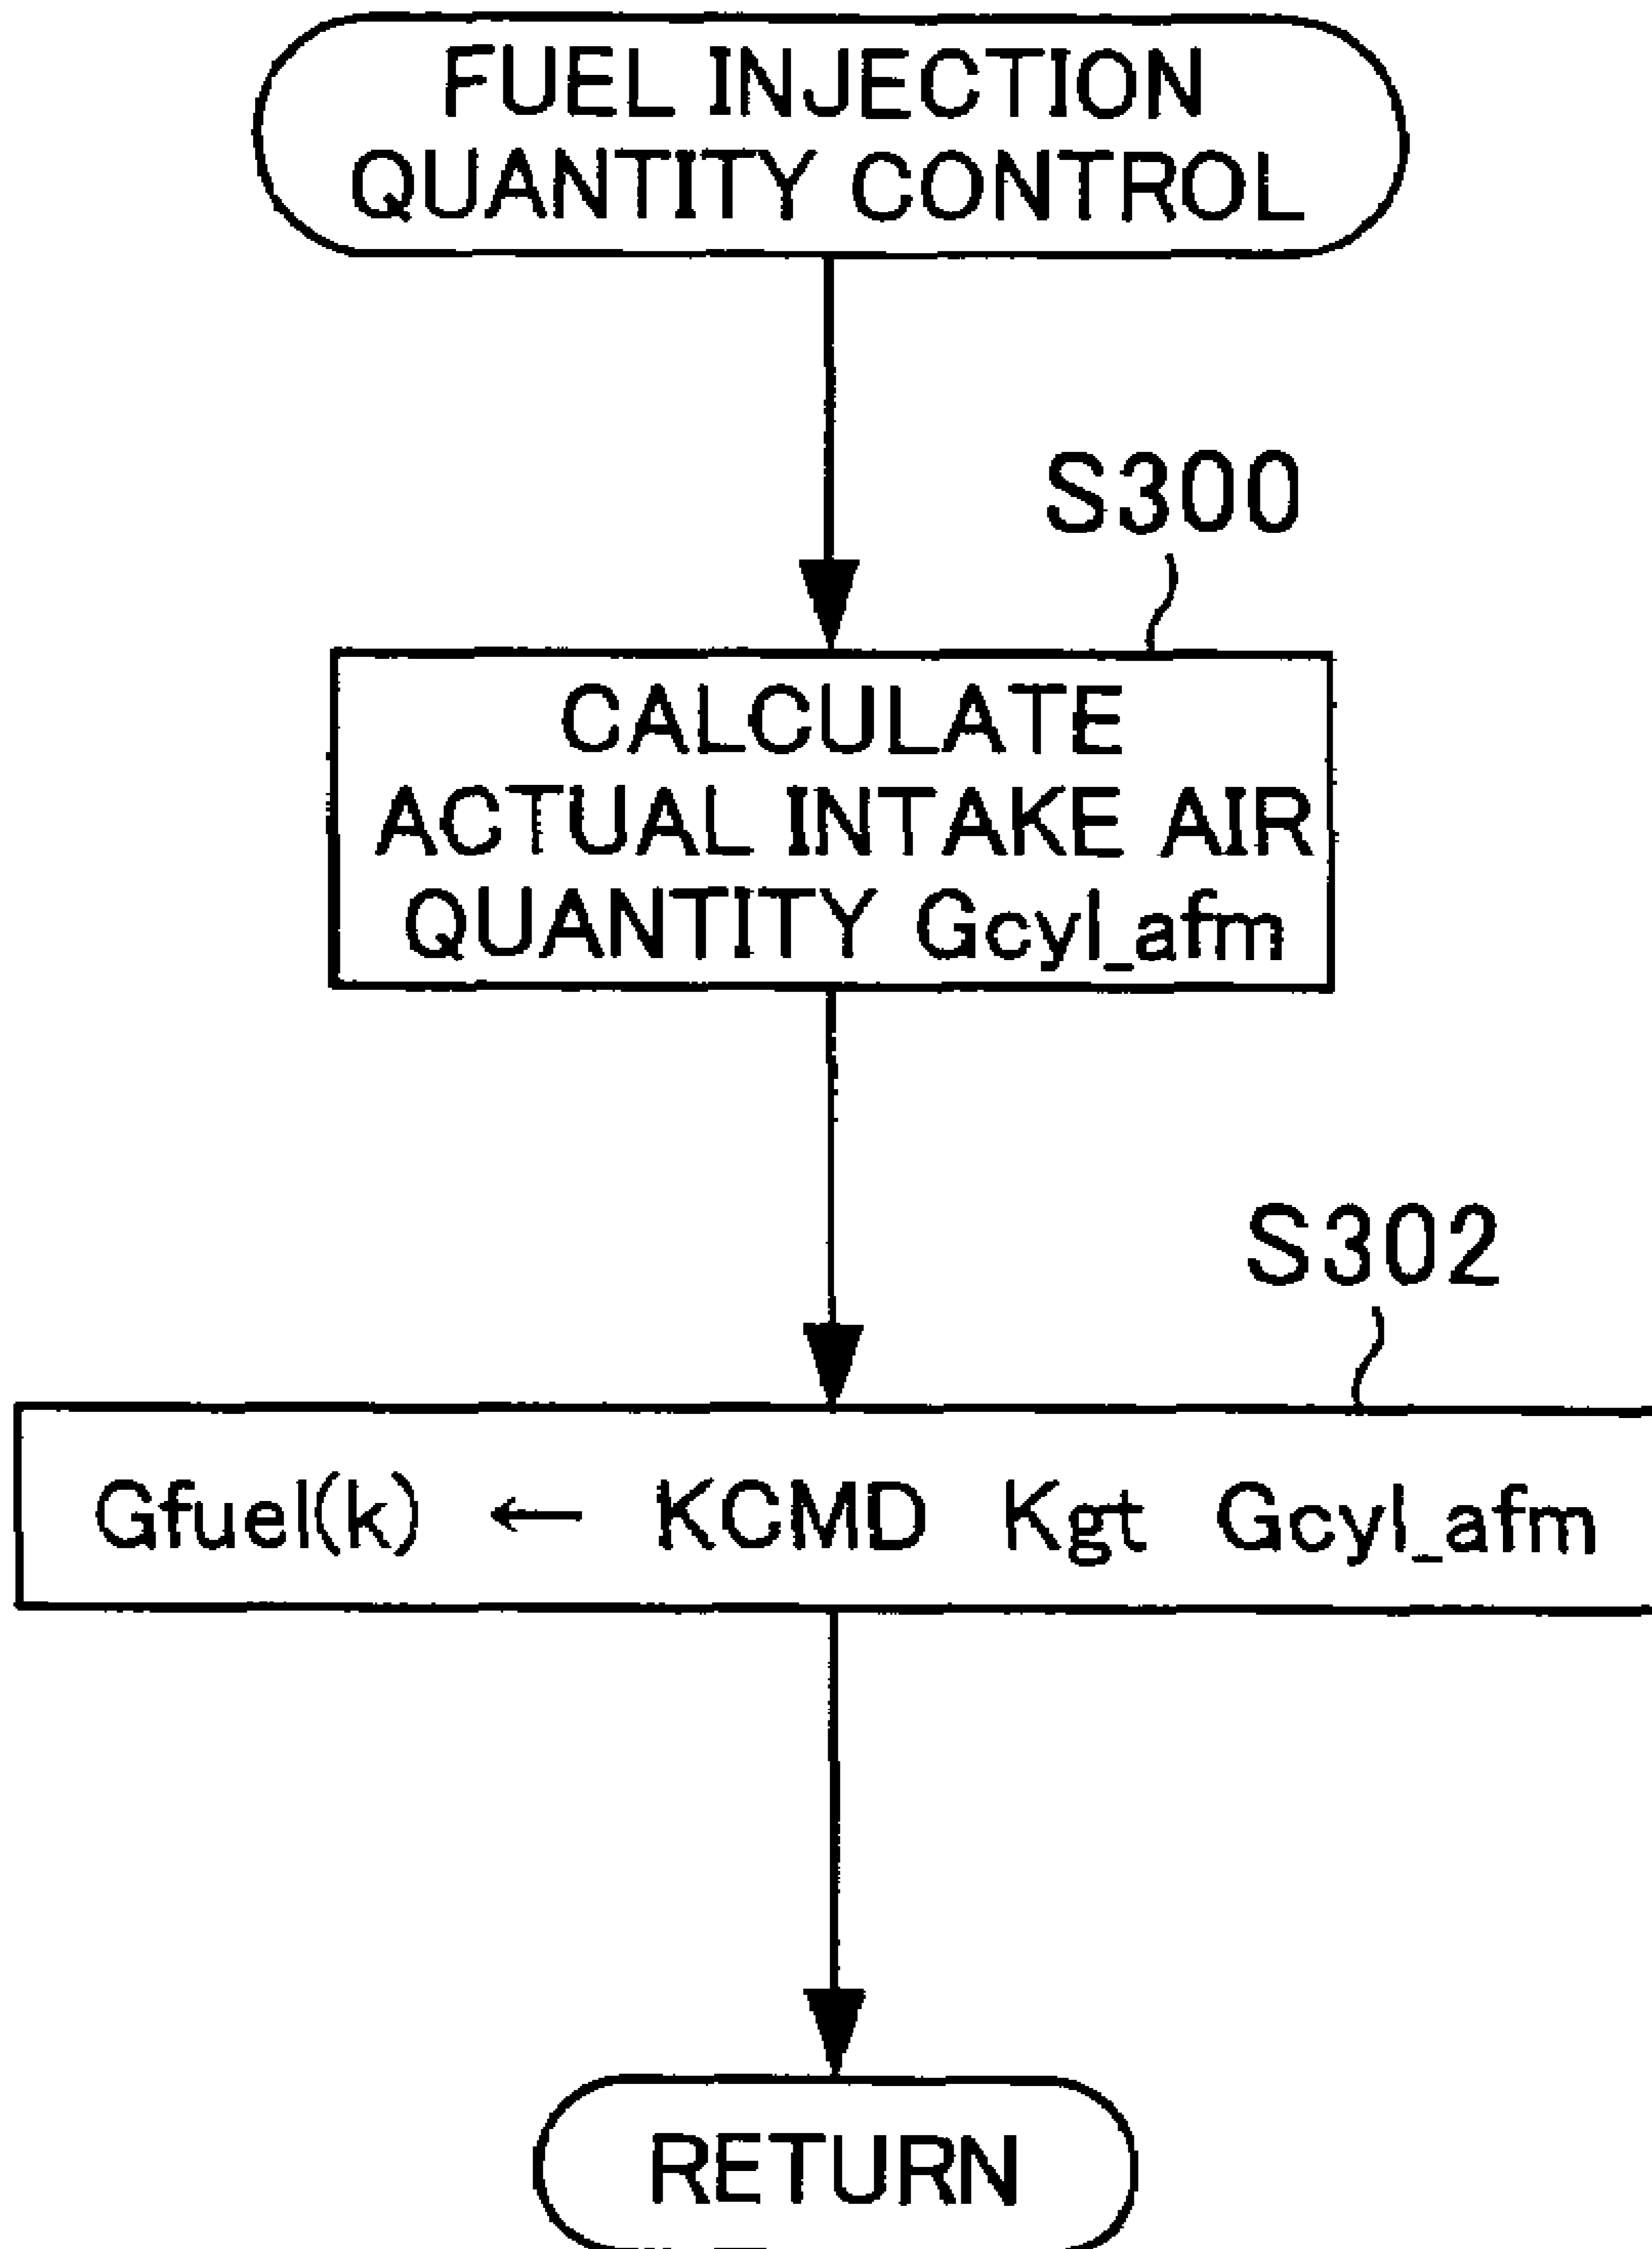 FUEL INJECTION
QUANTITY CONTROL
S300
CALCULATE
ACTUAL INTAKE AIR
QUANTITY Gcyl_afm
S302
Gfuel(k) ← KCMD Kgt Gcyl_afm
RETURN